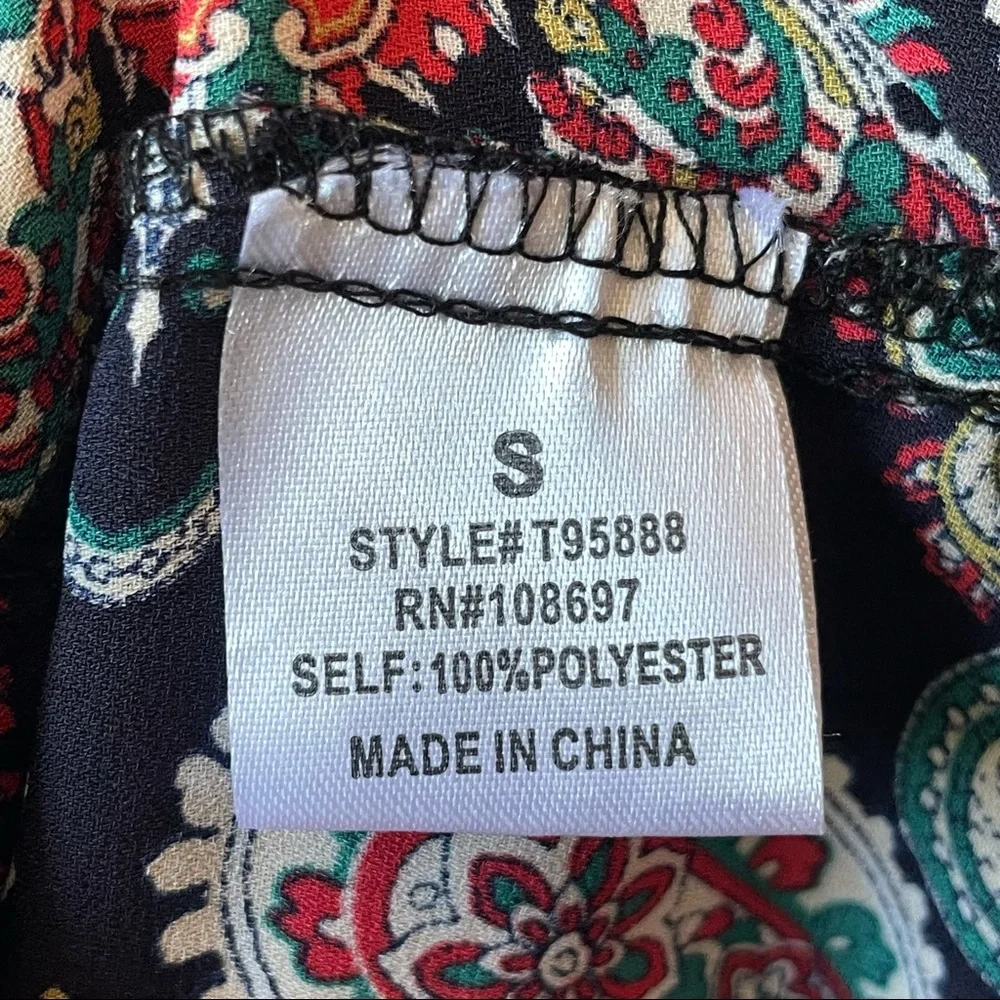 S
STYLE# T95888
RN#108697
SELF:100%POLYESTER
MADE IN CHINA